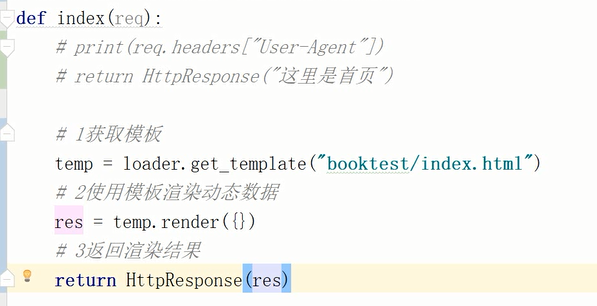 def index(req):
# print(req.headers["User-Agent"])
# return HttpResponse("这里是首页")
# 1获取模板
temp = loader.get_template("booktest/index.html")
# 2使用模板渲染动态数据
res = temp.render({})
# 3返回渲染结果
return HttpResponse(res)